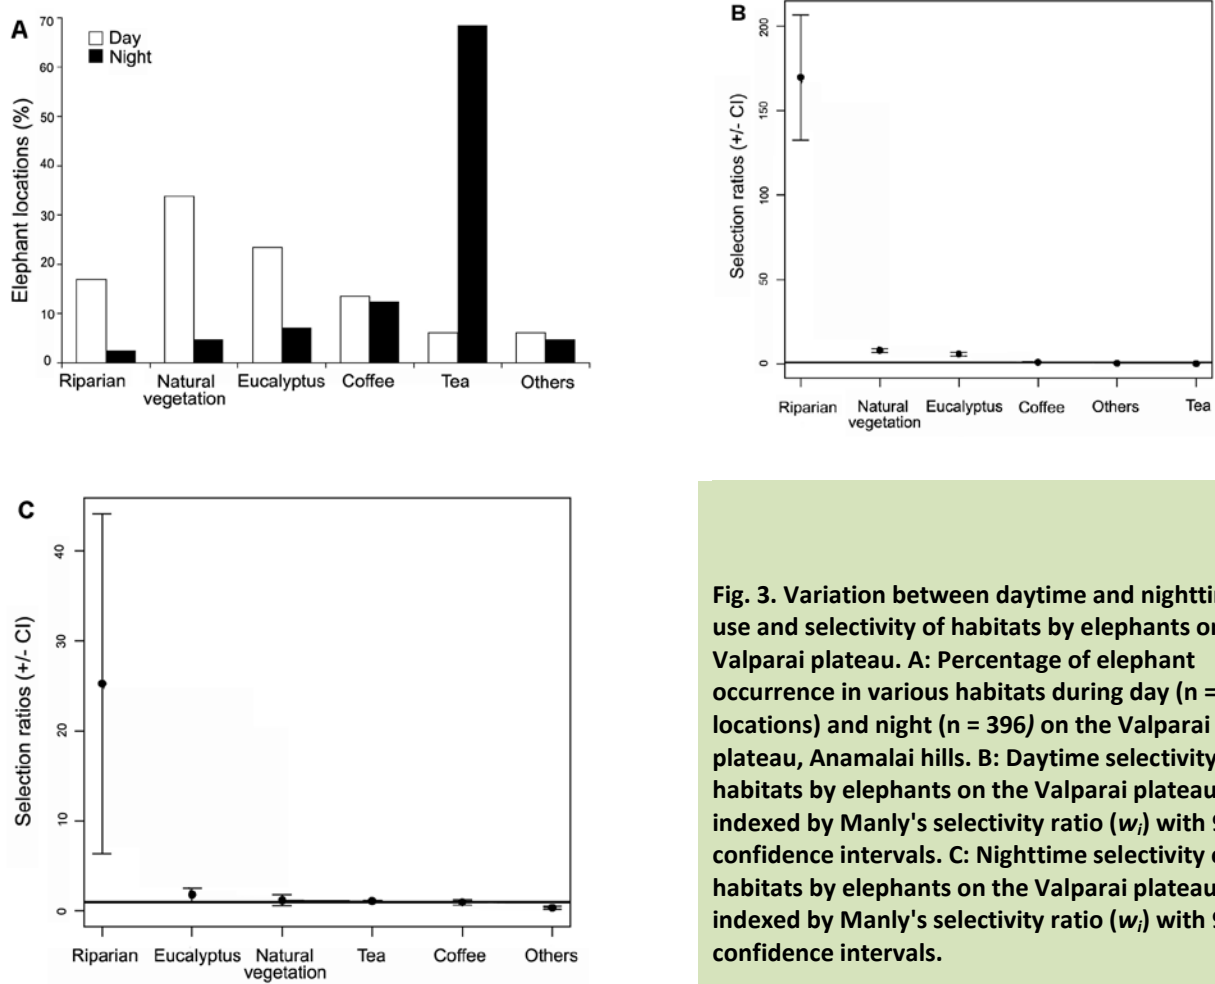 A
Day
Night
Elephant locations (%)
70
60
50
40
30
20
10
0
Riparian Natural vegetation Eucalyptus Coffee Tea Others
B
Selection ratios (+/- CI)
200
150
100
50
0
Riparian Natural vegetation Eucalyptus Coffee Others Tea
C
Selection ratios (+/- CI)
40
30
20
10
0
Riparian Eucalyptus Natural vegetation Tea Coffee Others
Fig. 3. Variation between daytime and
use and selectivity of habitats by elephants
Valparai plateau. A: Percentage of elephant
occurrence in various habitats during day (n =
locations) and night (n = 396) on the Valparai
plateau, Anamalai hills. B: Daytime selectivity
habitats by elephants on the Valparai plateau
indexed by Manly's selectivity ratio (wi) with
confidence intervals. C: Nighttime selectivity
habitats by elephants on the Valparai plateau
indexed by Manly's selectivity ratio (wi) with
confidence intervals.